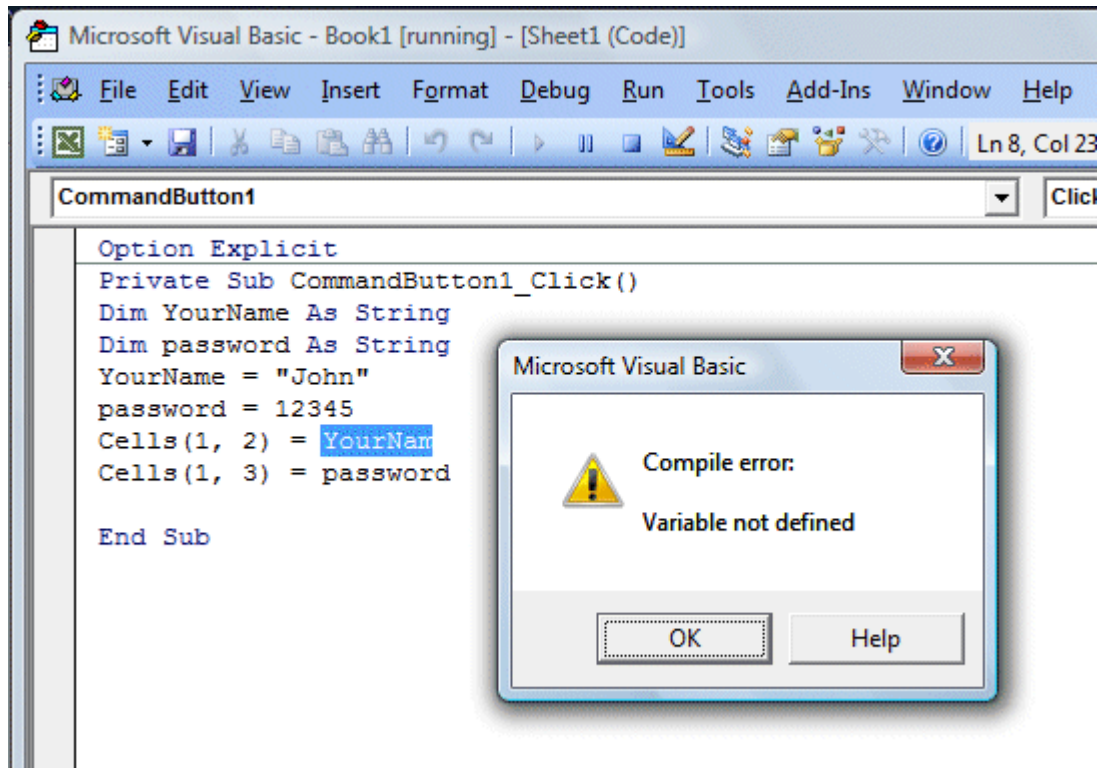 Microsoft Visual Basic - Book1 [running] - [Sheet1 (Code)]
File Edit View Insert Format Debug Run Tools Add-Ins Window Help
Ln 8, Col 23
CommandButton1 Click
Option Explicit
Private Sub CommandButton1_Click()
Dim YourName As String
Dim password As String
YourName = "John"
password = 12345
Cells(1, 2) = YourNam
Cells(1, 3) = password
End Sub
Microsoft Visual Basic
Compile error:
Variable not defined
OK Help